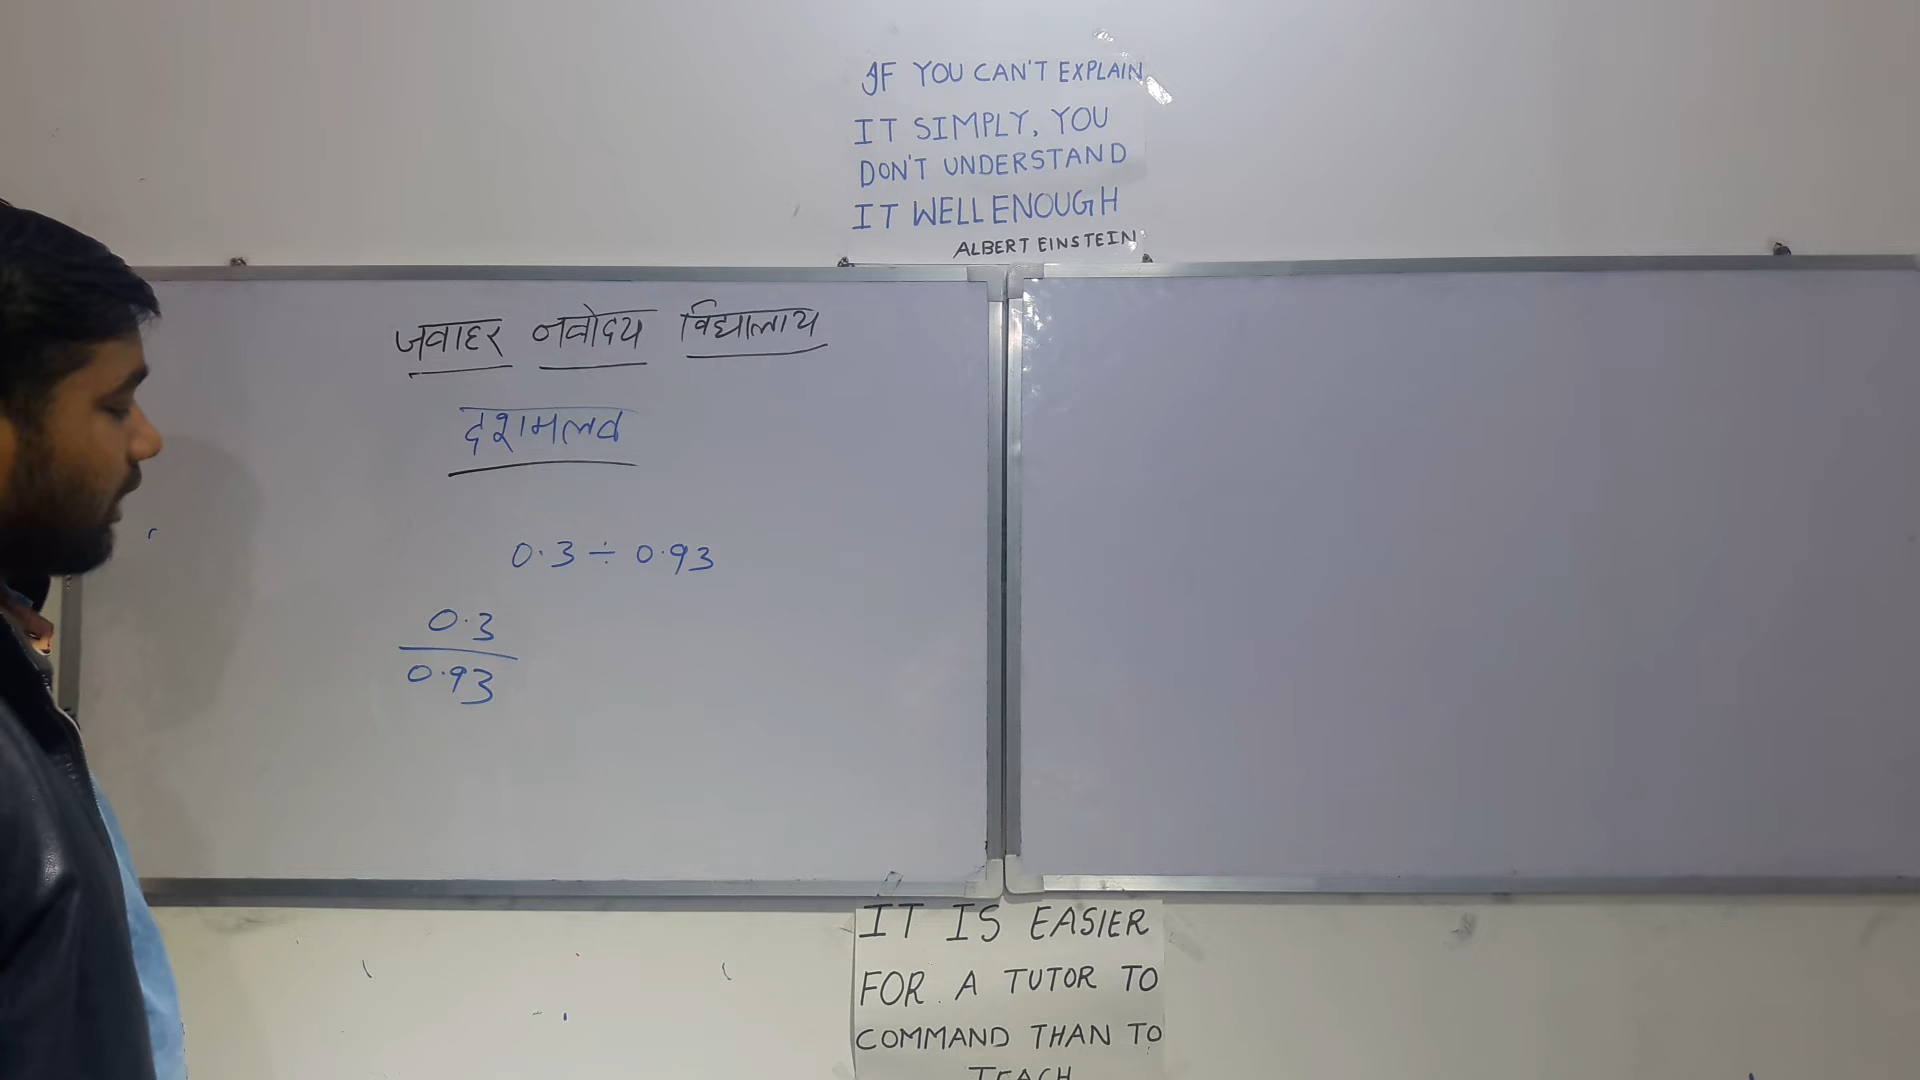 IF YOU CAN'T EXPLAIN
IT SIMPLY, YOU
DON'T UNDERSTAND
IT WELL ENOUGH
ALBERT EINSTEIN
जवाहर नवोदय विद्यालय
दशमलव
0.3 ÷ 0.93
0.3
0.93
IT IS EASIER
FOR A TUTOR TO
COMMAND THAN TO
TEACH